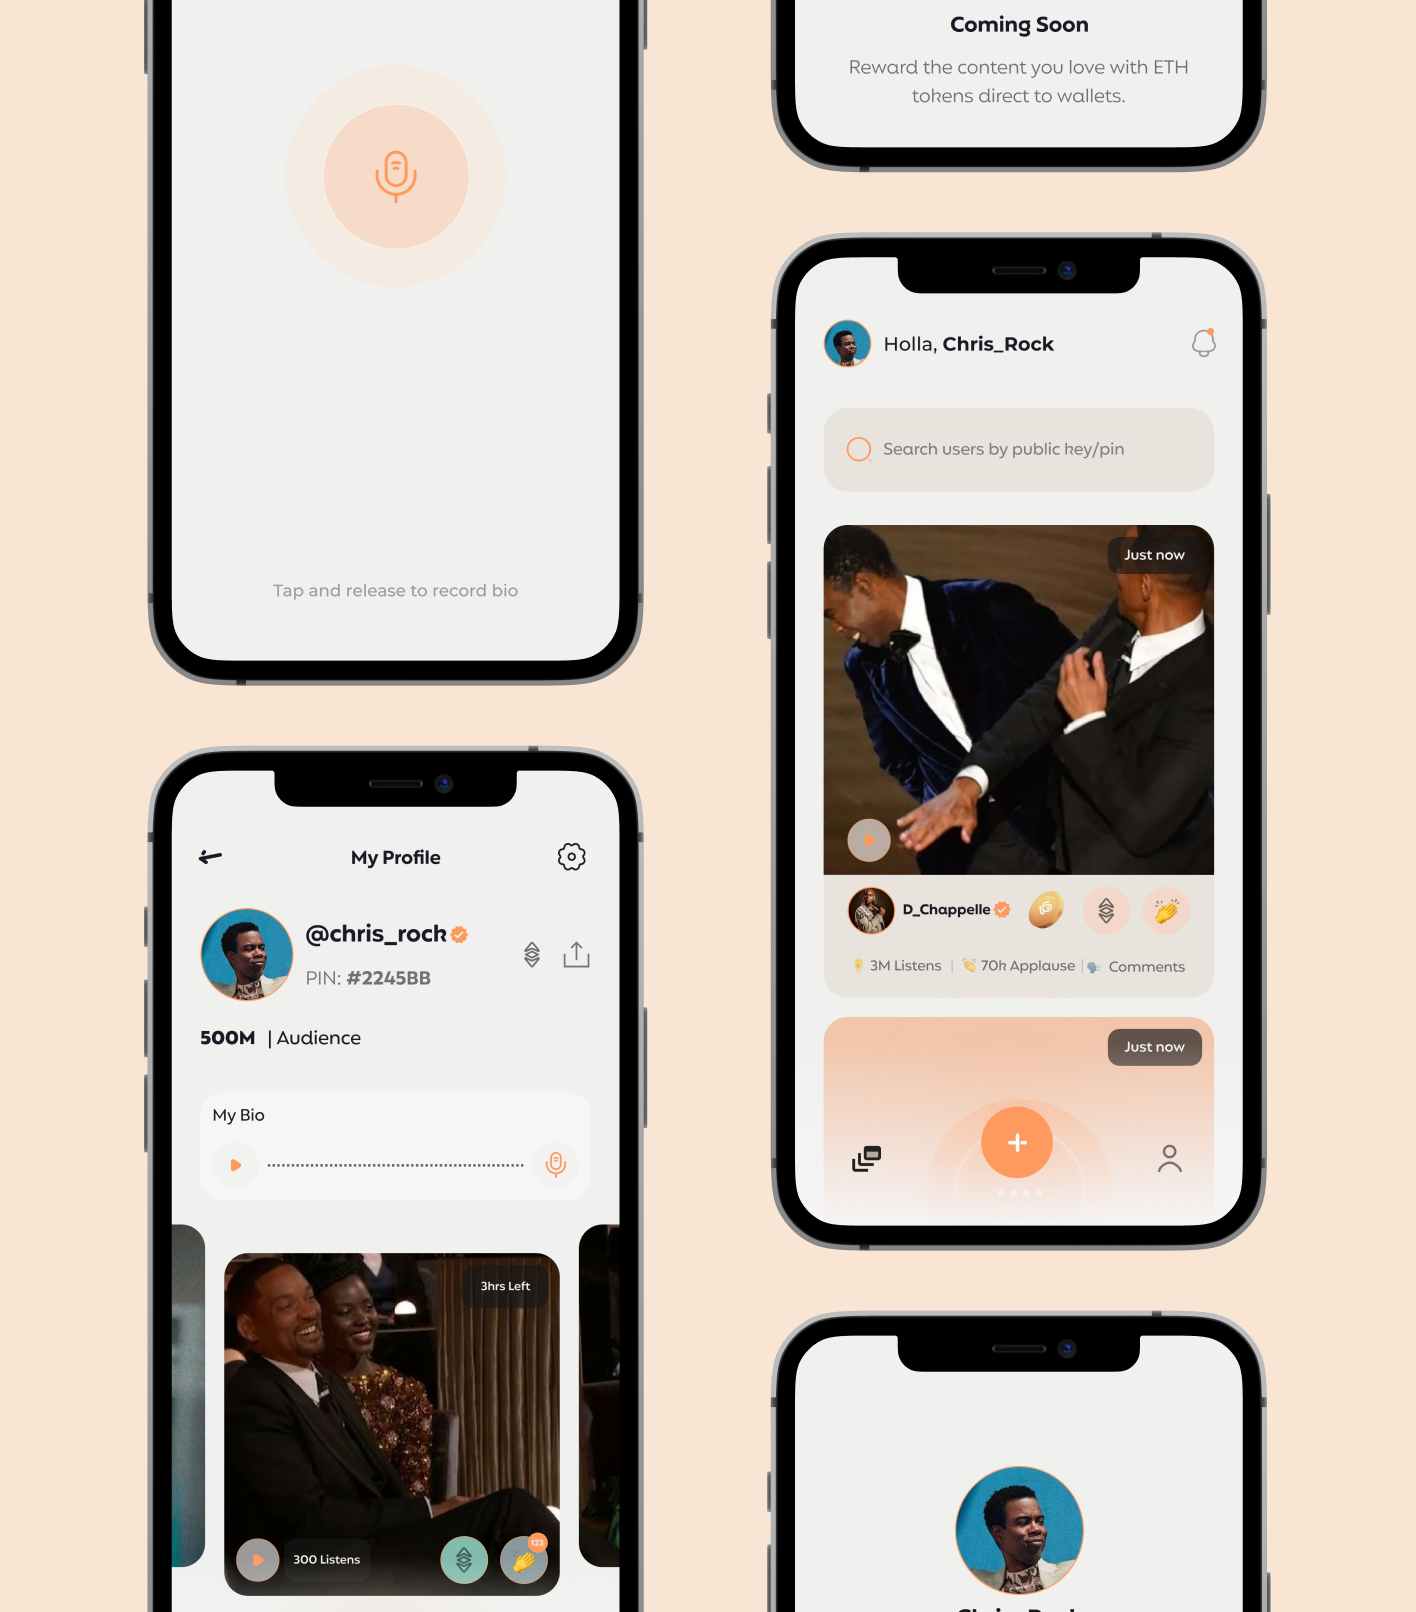 Tap and release to record bio
My Profile
@chris_rock
PIN: #2245BB
500M | Audience
My Bio
3hrs Left
300 Listens
123
Coming Soon
Reward the content you love with ETH
tokens direct to wallets.
Holla, Chris_Rock
Search users by public key/pin
Just now
D_Chappelle
3M Listens | 70k Applause | Comments
Just now